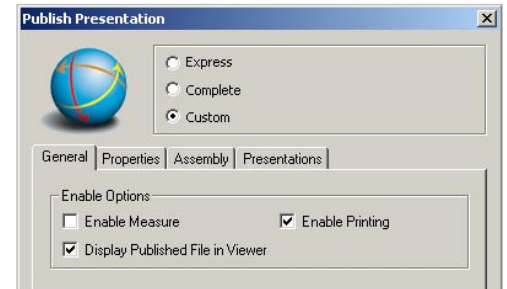 Publish Presentation
Express
Complete
Custom
General Properties Assembly Presentations
Enable Options
Enable Measure Enable Printing
Display Published File in Viewer